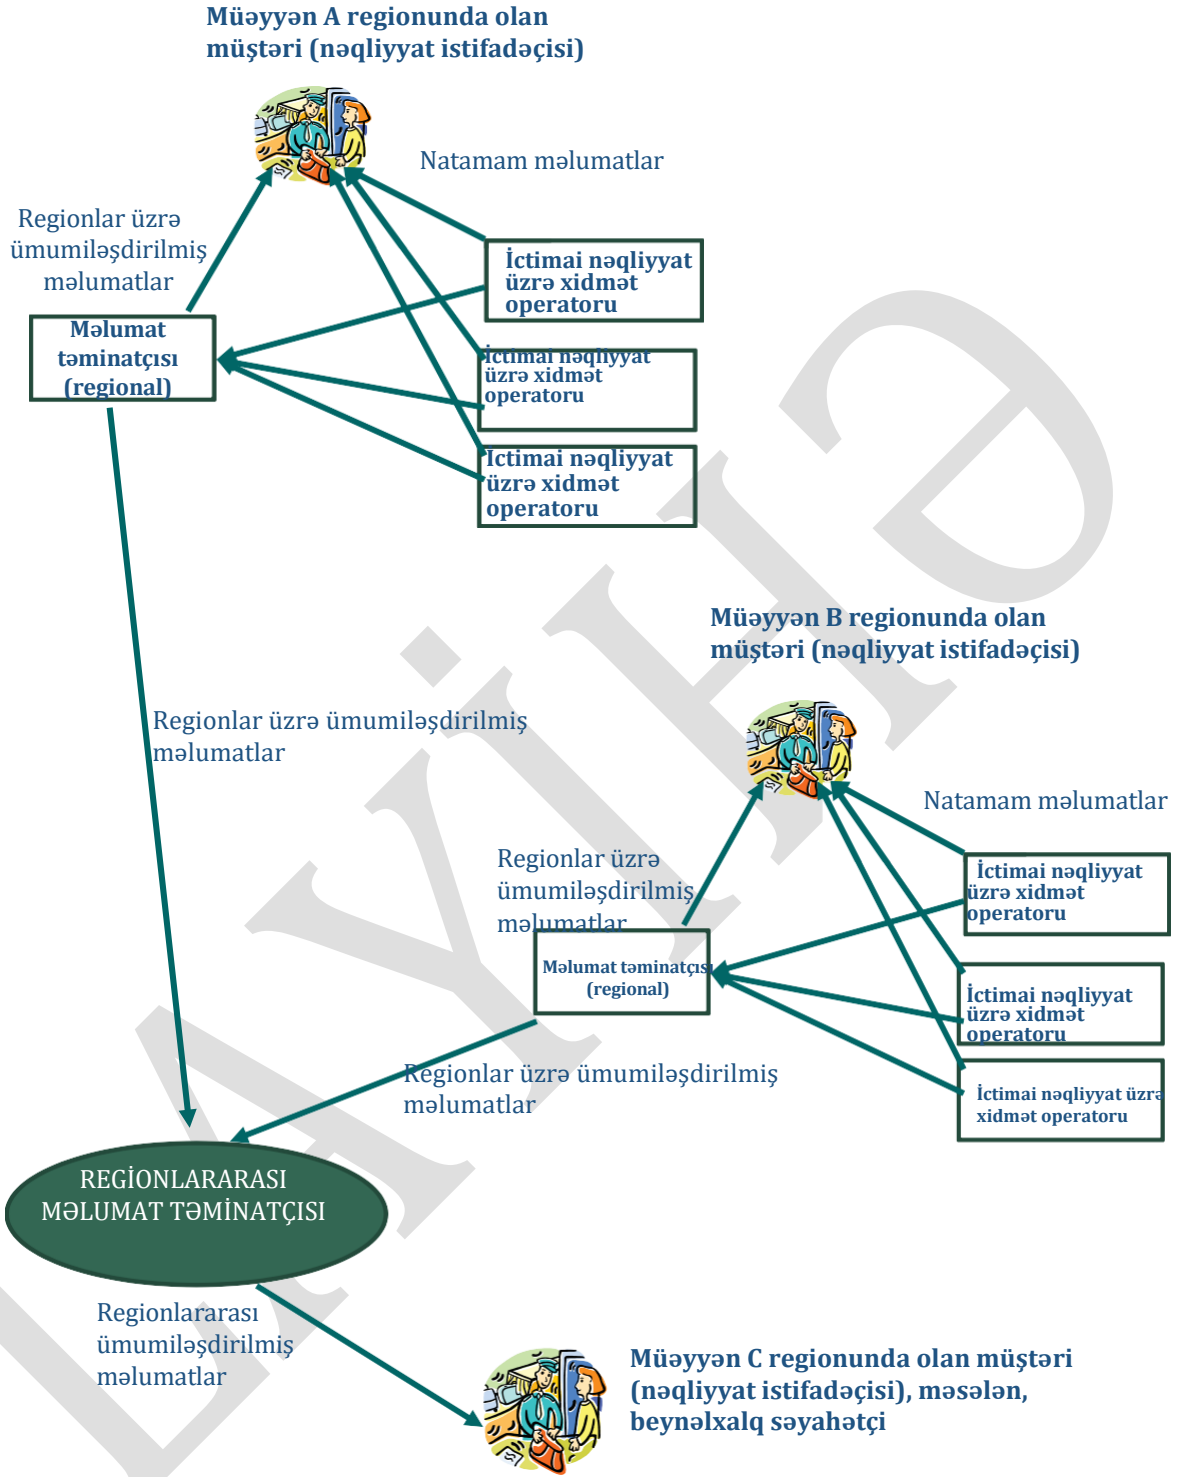 Müəyyən A regionunda olan
müştəri (nəqliyyat istifadəçisi)
Natamam məlumatlar
Regionlar üzrə
ümumiləşdirilmiş
məlumatlar
İctimai nəqliyyat
üzrə xidmət
operatoru
Məlumat
təminatçısı
(regional)
İctimai nəqliyyat
üzrə xidmət
operatoru
İctimai nəqliyyat
üzrə xidmət
operatoru
Müəyyən B regionunda olan
müştəri (nəqliyyat istifadəçisi)
Regionlar üzrə ümumiləşdirilmiş
məlumatlar
Natamam məlumatlar
Regionlar üzrə
ümumiləşdirilmiş
məlumatlar
İctimai nəqliyyat
üzrə xidmət
operatoru
Məlumat təminatçısı
(regional)
İctimai nəqliyyat
üzrə xidmət
operatoru
Regionlar üzrə ümumiləşdirilmiş
məlumatlar
İctimai nəqliyyat üzrə
xidmət operatoru
REGİONLARARASI
MƏLUMAT TƏMİNATÇISI
Regionlararası
ümumiləşdirilmiş
məlumatlar
Müəyyən C regionunda olan müştəri
(nəqliyyat istifadəçisi), məsələn,
beynəlxalq səyahətçi
LAYİHƏ